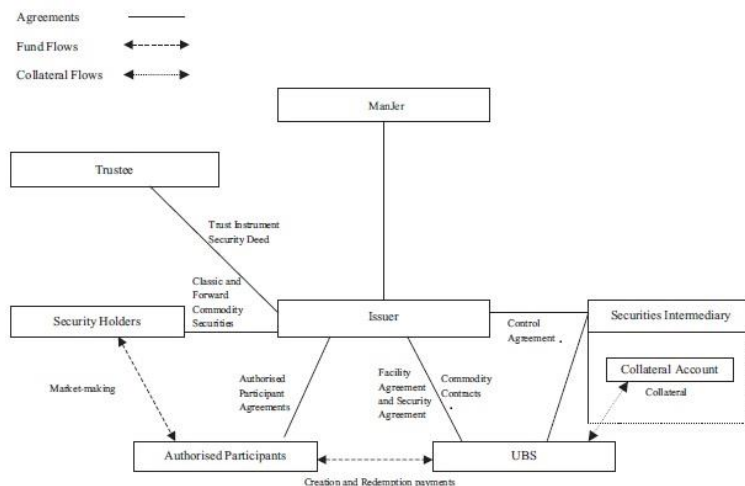 Agreements
Fund Flows
Collateral Flows
ManJer
Trustee
Trust Instrument
Security Deed
Classic and
Forward
Commodity
Securities
Security Holders
Issuer
Securities Intermediary
Control
Agreement
Collateral Account
Collateral
Market-making
Authorised
Participant
Agreements
Facility
Agreement
and Security
Agreement
Commodity
Contracts
Authorised Participants
UBS
Creation and Redemption payments